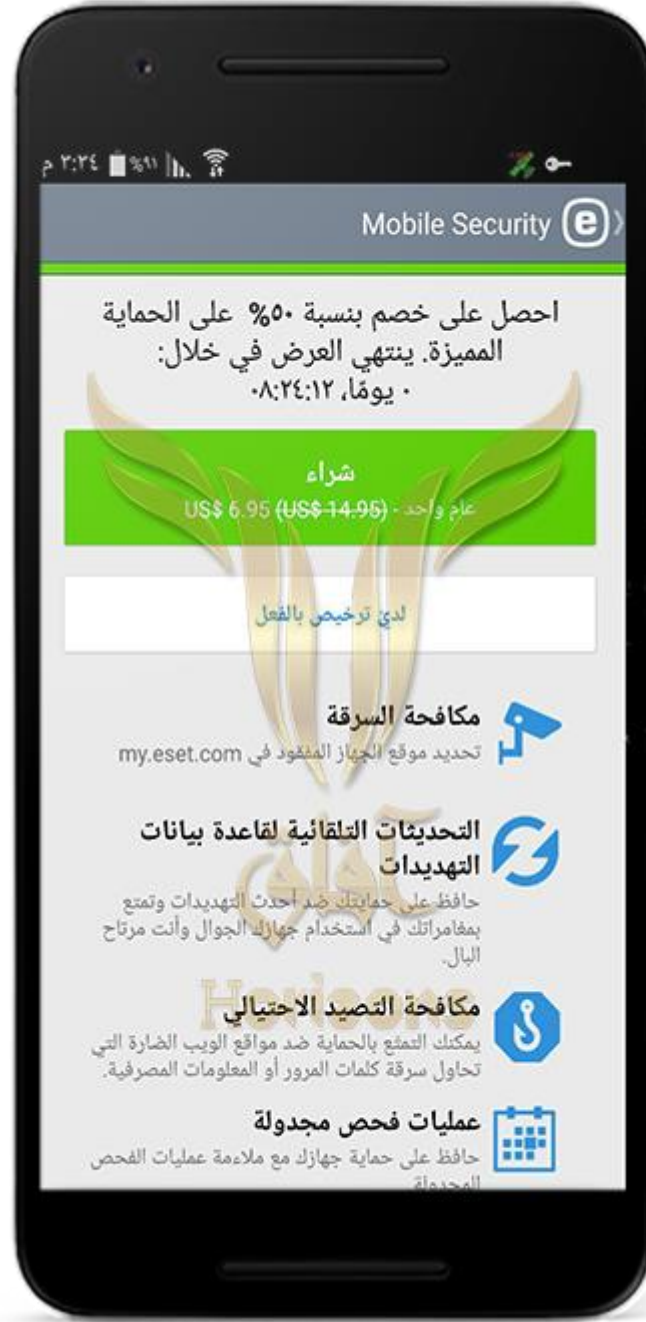 ٣:٣٤ م ٩١%
Mobile Security
احصل على خصم بنسبة ٥٠% على الحماية
المميزة. ينتهي العرض في خلال:
٠ يومًا، ٠٨:٢٤:١٢
شراء
عام واحد - (US$ 14.95) US$ 6.95
لديّ ترخيص بالفعل
مكافحة السرقة
تحديد موقع الجهاز المفقود في my.eset.com
التحديثات التلقائية لقاعدة بيانات
التهديدات
حافظ على حمايتك ضد أحدث التهديدات وتمتع
بمغامراتك في استخدام جهازك الجوال وأنت مرتاح
البال.
آفاق
Horizons
مكافحة التصيد الاحتيالي
يمكنك التمتع بالحماية ضد مواقع الويب الضارة التي
تحاول سرقة كلمات المرور أو المعلومات المصرفية.
عمليات فحص مجدولة
حافظ على حماية جهازك مع ملاءمة عمليات الفحص
المجدولة